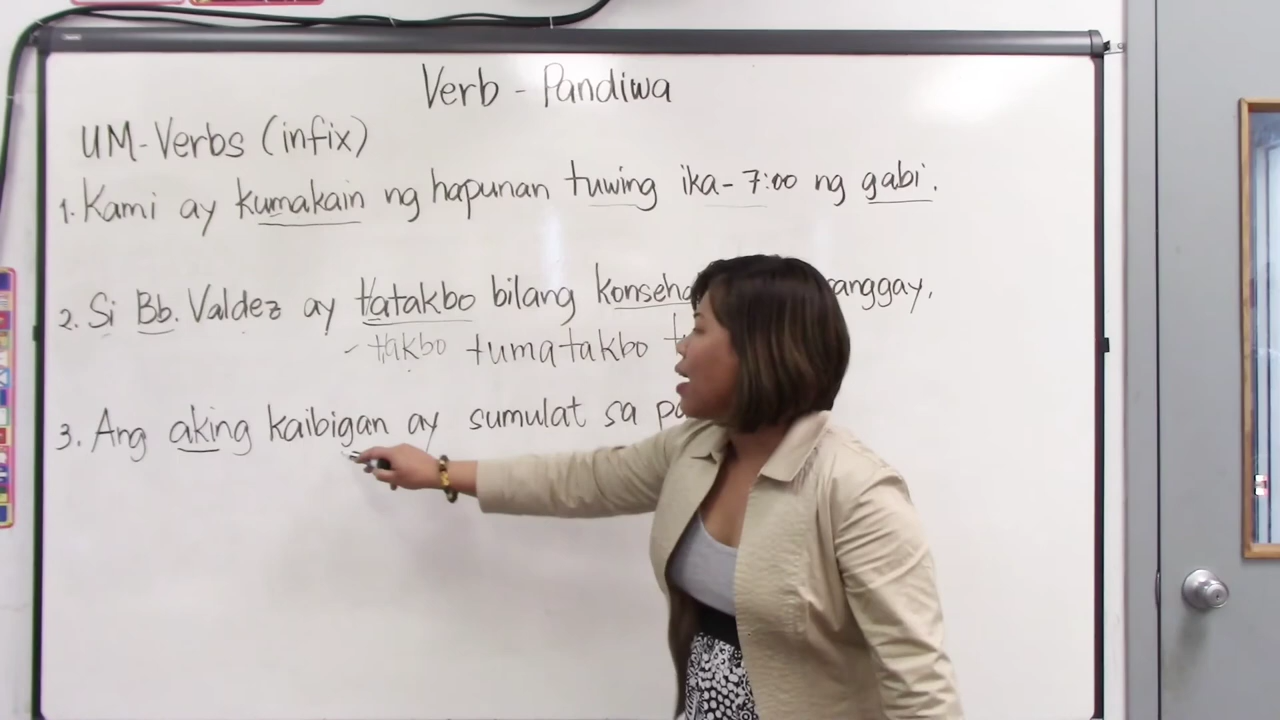 Verb - Pandiwa
UM-Verbs (infix)
1. Kami ay kumakain ng hapunan tuwing ika-7:00 ng gabi.
2. Si Bb. Valdez ay tatakbo bilang
takbo tumatakbo
3. Ang aking kaibigan ay sumulat sa